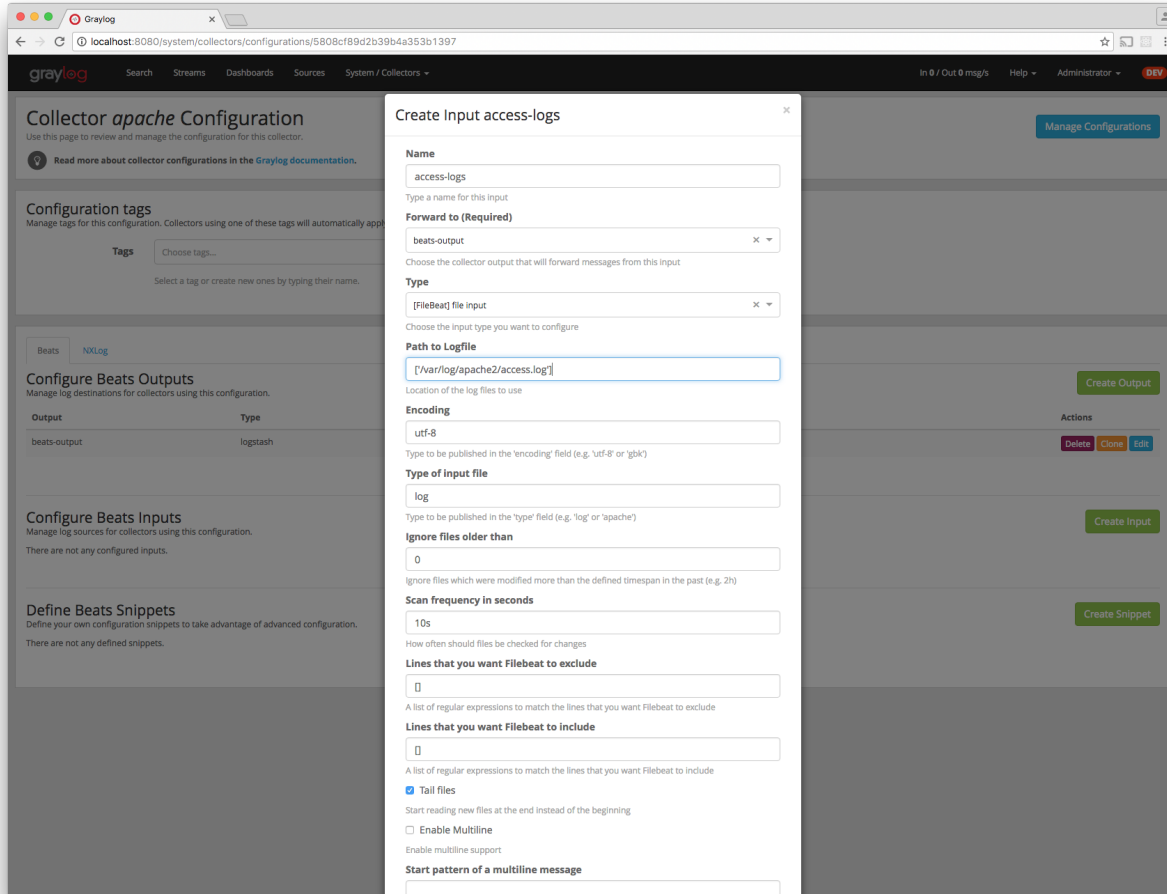 Graylog
localhost:8080/system/collectors/configurations/5808cf89d2b39b4a353b1397
graylog Search Streams Dashboards Sources System / Collectors In 0 / Out 0 msg/s Help Administrator DEV
Collector apache Configuration
Use this page to review and manage the configuration for this collector.
Read more about collector configurations in the Graylog documentation.
Manage Configurations
Configuration tags
Manage tags for this configuration. Collectors using one of these tags will automatically apply
Tags
Choose tags...
Select a tag or create new ones by typing their name.
Beats NXLog
Configure Beats Outputs
Manage log destinations for collectors using this configuration.
Create Output
Output Type Actions
beats-output logstash Delete Clone Edit
Configure Beats Inputs
Manage log sources for collectors using this configuration.
There are not any configured inputs.
Create Input
Define Beats Snippets
Define your own configuration snippets to take advantage of advanced configuration.
There are not any defined snippets.
Create Snippet
Create Input access-logs
Name
access-logs
Type a name for this input
Forward to (Required)
beats-output
Choose the collector output that will forward messages from this input
Type
[FileBeat] file input
Choose the input type you want to configure
Path to Logfile
['/var/log/apache2/access.log']
Location of the log files to use
Encoding
utf-8
Type to be published in the 'encoding' field (e.g. 'utf-8' or 'gbk')
Type of input file
log
Type to be published in the 'type' field (e.g. 'log' or 'apache')
Ignore files older than
0
Ignore files which were modified more than the defined timespan in the past (e.g. 2h)
Scan frequency in seconds
10s
How often should files be checked for changes
Lines that you want Filebeat to exclude
[]
A list of regular expressions to match the lines that you want Filebeat to exclude
Lines that you want Filebeat to include
[]
A list of regular expressions to match the lines that you want Filebeat to include
Tail files
Start reading new files at the end instead of the beginning
Enable Multiline
Enable multiline support
Start pattern of a multiline message